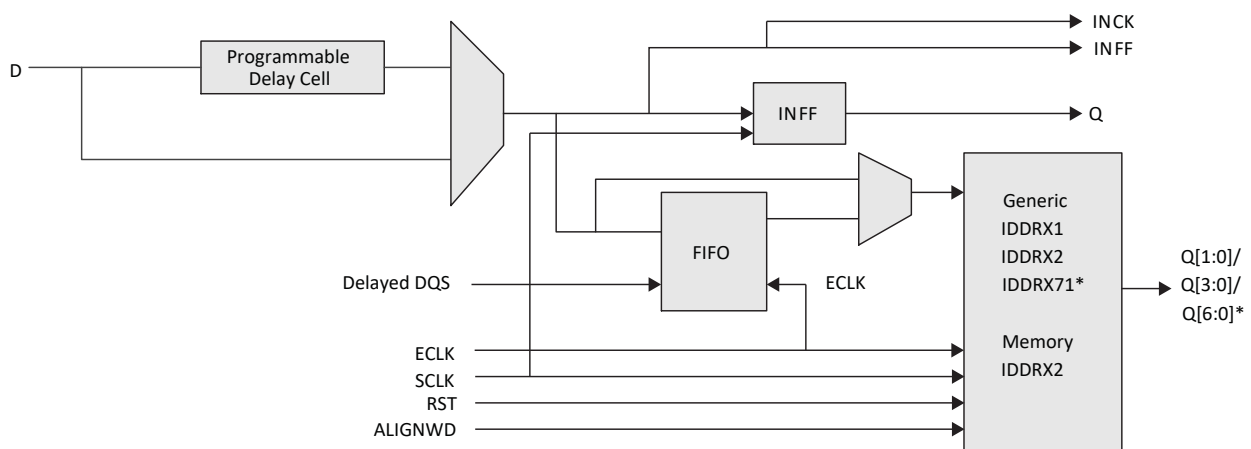 INCK
INFF
D
Programmable
Delay Cell
INFF
Q
Generic
IDDRX1
IDDRX2
IDDRX71*
Memory
IDDRX2
FIFO
Delayed DQS
ECLK
Q[1:0]/
Q[3:0]/
Q[6:0]*
ECLK
SCLK
RST
ALIGNWD